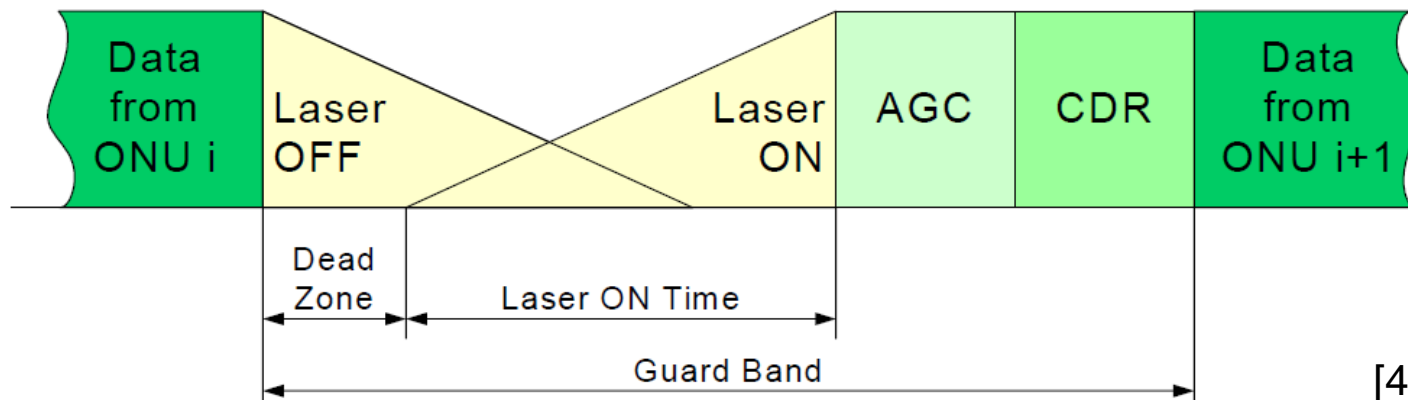 Data
from
ONU i
Laser
OFF
Laser
ON
AGC
CDR
Data
from
ONU i+1
Dead
Zone
Laser ON Time
Guard Band
[4